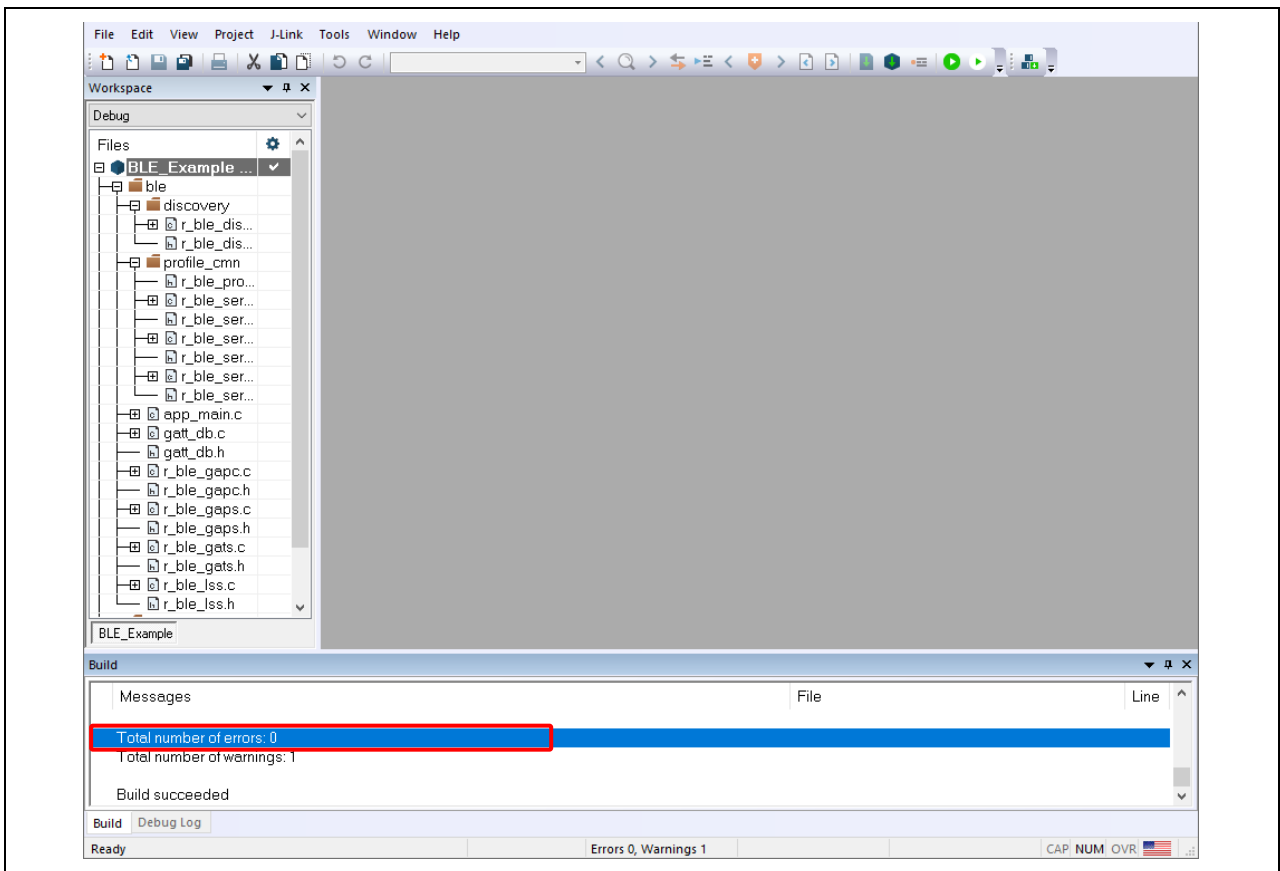 File Edit View Project J-Link Tools Window Help
Workspace
Debug
Files
BLE_Example ...
ble
discovery
r_ble_dis...
r_ble_dis...
profile_cmn
r_ble_pro...
r_ble_ser...
r_ble_ser...
r_ble_ser...
r_ble_ser...
r_ble_ser...
r_ble_ser...
app_main.c
gatt_db.c
gatt_db.h
r_ble_gapc.c
r_ble_gapc.h
r_ble_gaps.c
r_ble_gaps.h
r_ble_gats.c
r_ble_gats.h
r_ble_lss.c
r_ble_lss.h
BLE_Example
Build
Messages File Line
Total number of errors: 0
Total number of warnings: 1
Build succeeded
Build Debug Log
Ready Errors 0, Warnings 1 CAP NUM OVR